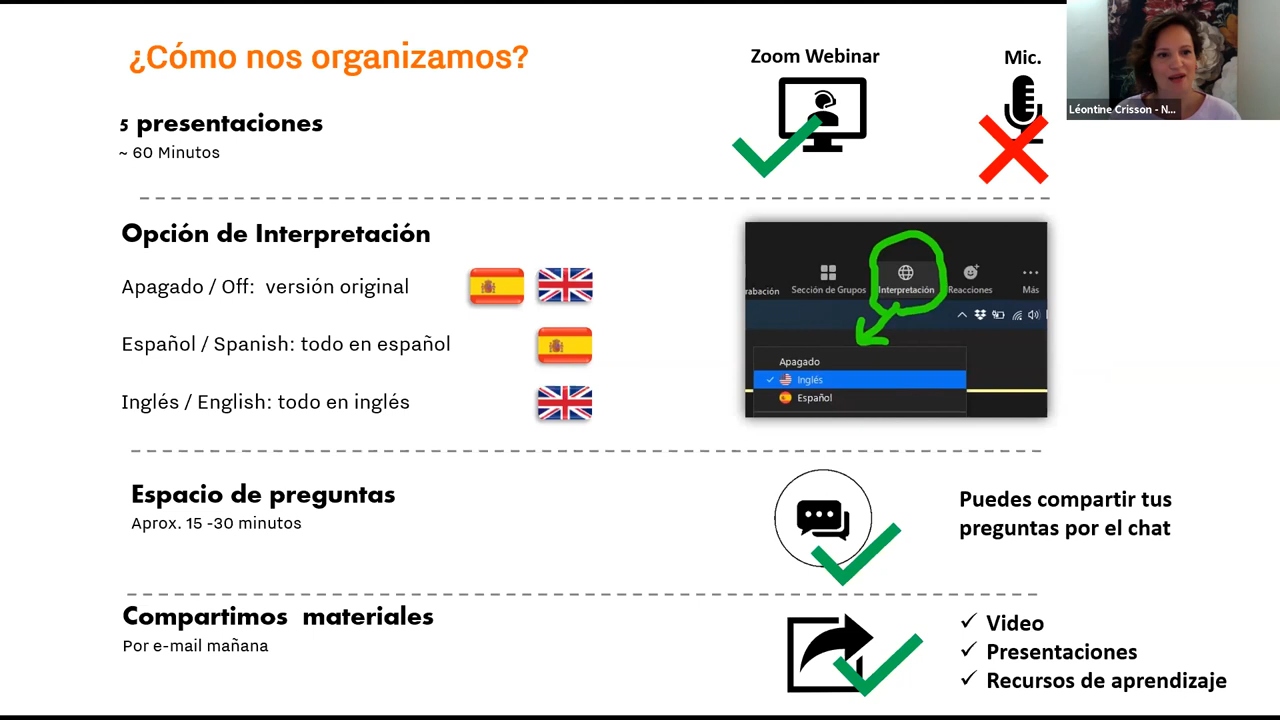 ¿Cómo nos organizamos?
Zoom Webinar
Mic.
Léontine Crisson - N...
5 presentaciones
~ 60 Minutos
Opción de Interpretación
Apagado / Off: versión original
Español / Spanish: todo en español
Inglés / English: todo en inglés
rabación
Sección de Grupos
Interpretación
Reacciones
Más
Apagado
Inglés
Español
Espacio de preguntas
Aprox. 15 -30 minutos
Puedes compartir tus
preguntas por el chat
Compartimos materiales
Por e-mail mañana
Video
Presentaciones
Recursos de aprendizaje